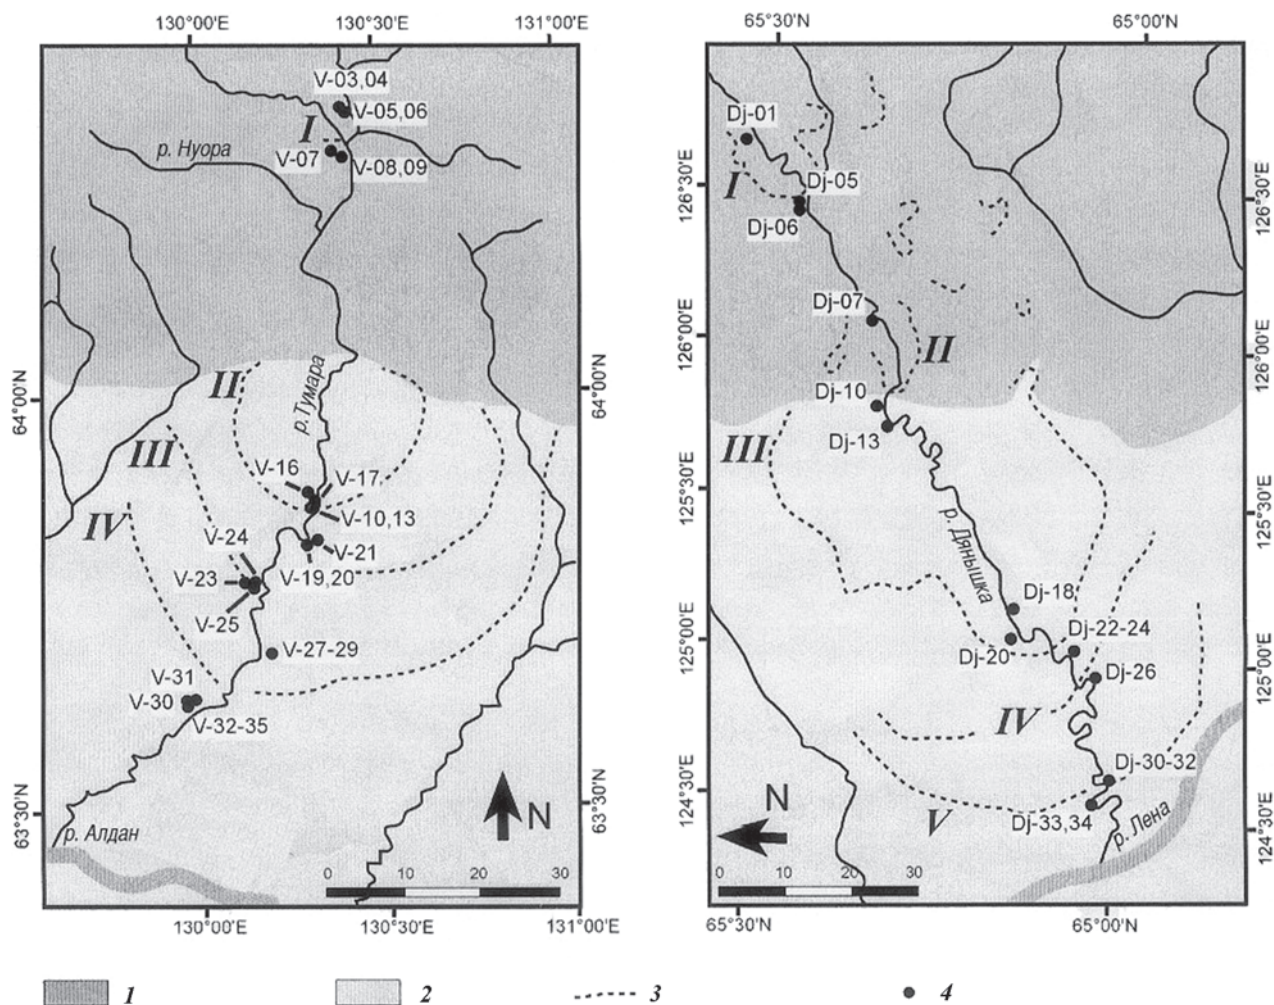 130°00'E 130°30'E 131°00'E
V-03,04
V-05,06
I
р. Нуора
V-07
V-08,09
64°00'N
64°00'N
II
р.Тумара
III
V-16
V-17
IV
V-10,13
V-24
V-21
V-23
V-19,20
V-25
V-27-29
V-31
V-30
V-32-35
63°30'N
63°30'N
N
р. Алдан
0 10 20 30
130°00'E 130°30'E 131°00'E
65°30'N 65°00'N
Dj-01
126°30'E
126°30'E
I
Dj-05
Dj-06
Dj-07
126°00'E
126°00'E
II
Dj-10
Dj-13
III
125°30'E
125°30'E
р. Дянышка
Dj-18
125°00'E
125°00'E
Dj-22-24
Dj-20
Dj-26
IV
Dj-30-32
124°30'E
124°30'E
N
V
Dj-33,34
р. Лена
0 10 20 30
65°30'N 65°00'N
1 2 3 4